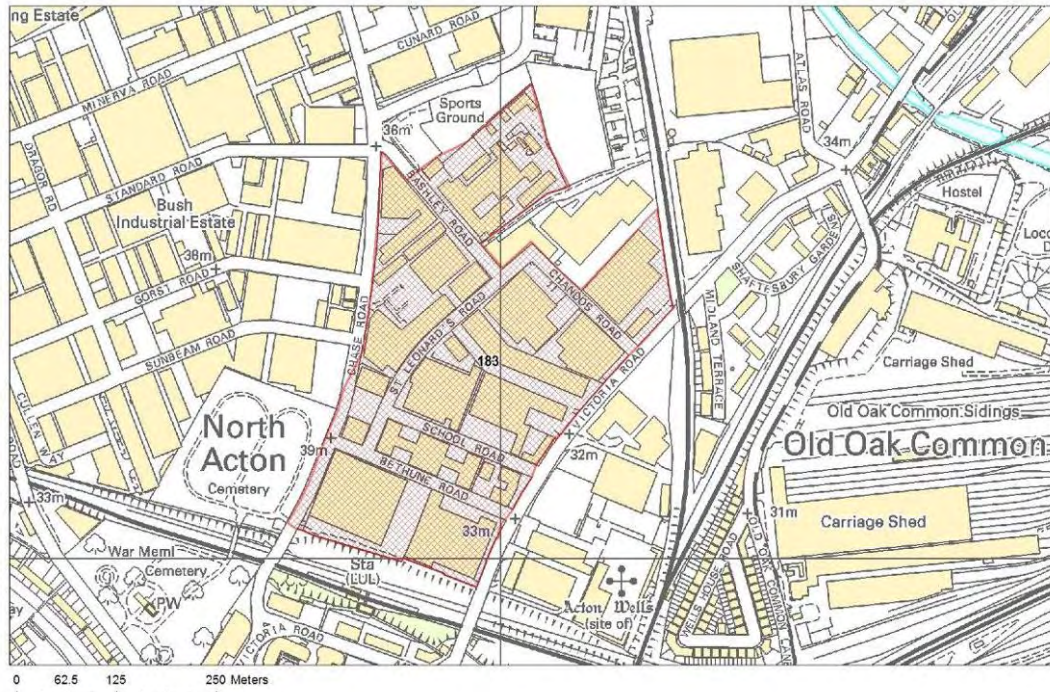 ng Estate
CUNARD ROAD
MINERVA ROAD
Sports
Ground
ATLAS ROAD
36m
34m
DRAGOR RD
STANDARD ROAD
Bush
Industrial Estate
BASHLEY ROAD
Hostel
38m
GORST ROAD
CHANDOS ROAD
SHAFTESBURY GARDENS
SUNBEAM ROAD
CHASE ROAD
ST LEONARD'S ROAD
MIDLAND TERRACE
183
VICTORIA ROAD
Carriage Shed
CULLEN WAY
North
Acton
Cemetery
SCHOOL ROAD
BETHUNE ROAD
39m
32m
Old Oak Common Sidings
Old Oak Common
33m
33m
31m
Carriage Shed
War Meml
Cemetery
PW
Sta
(LUL)
Acton Wells
(site of)
WELLS HOUSE ROAD
OLD OAK COMMON LANE
VICTORIA ROAD
0 62.5 125 250 Meters